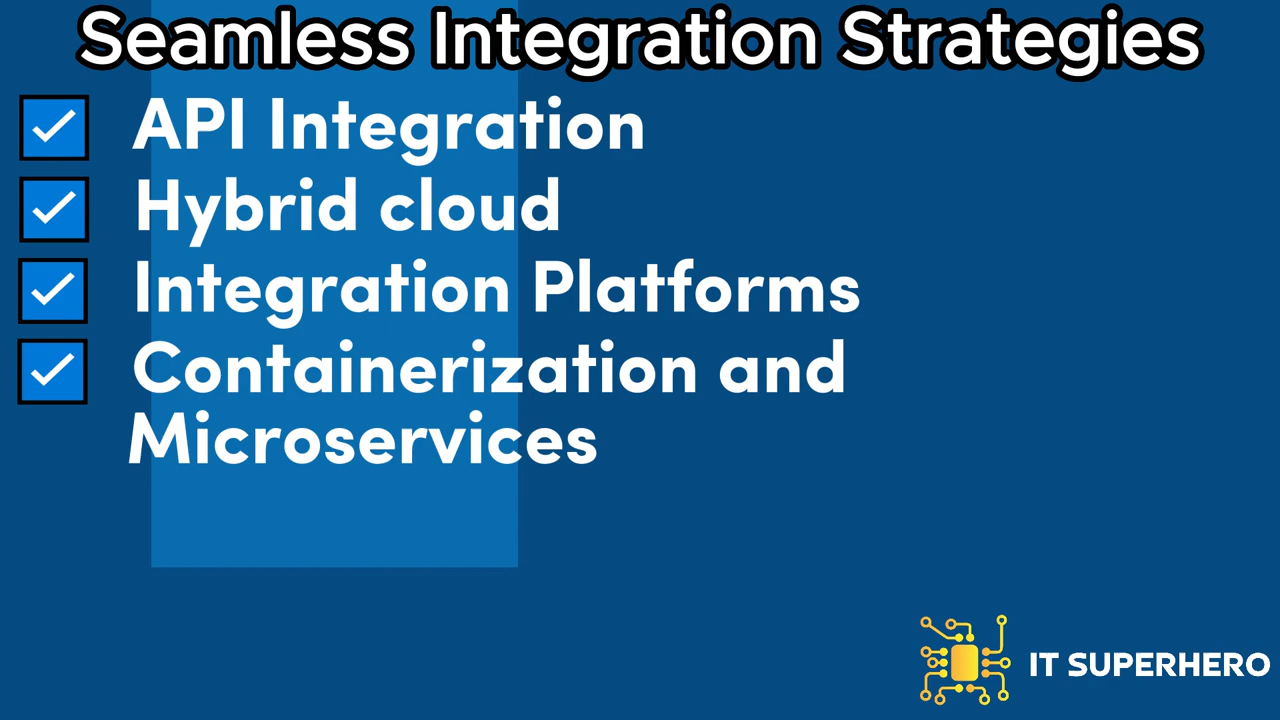 Seamless Integration Strategies
API Integration
Hybrid cloud
Integration Platforms
Containerization and
Microservices
IT SUPERHERO